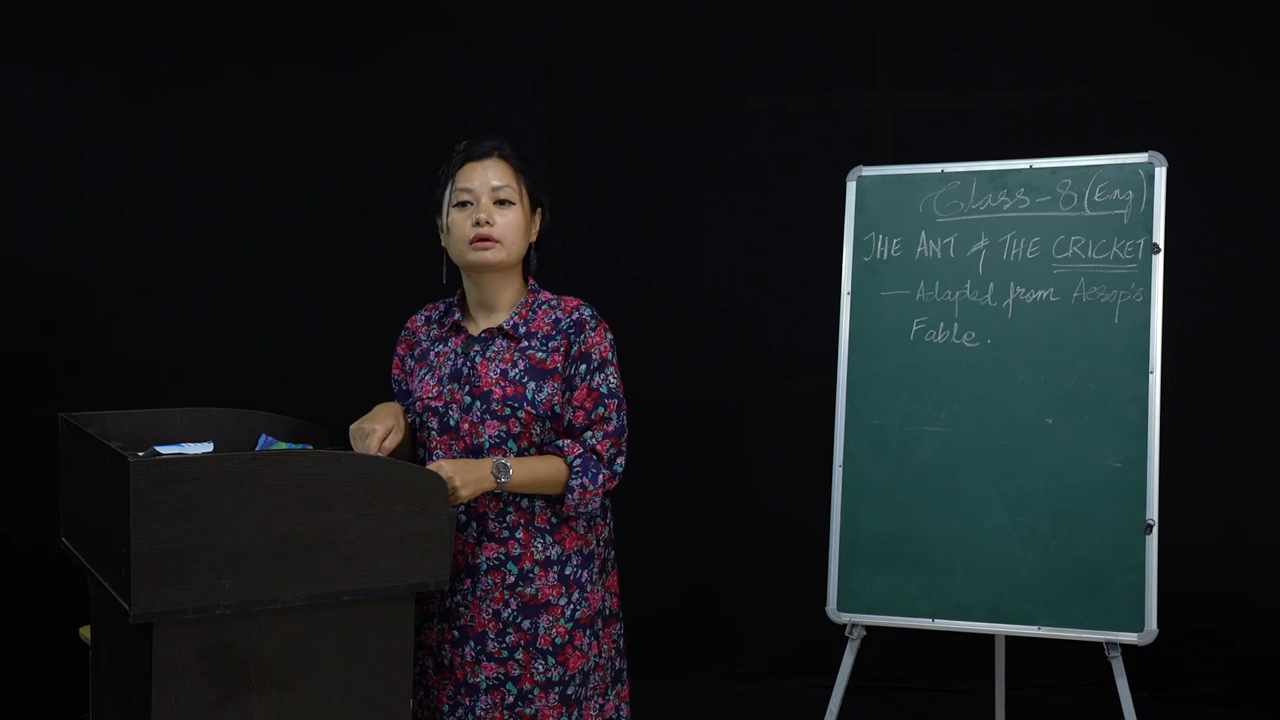 Class-8 (Eng)
THE ANT & THE CRICKET
— Adapted from Aesop's
Fable.